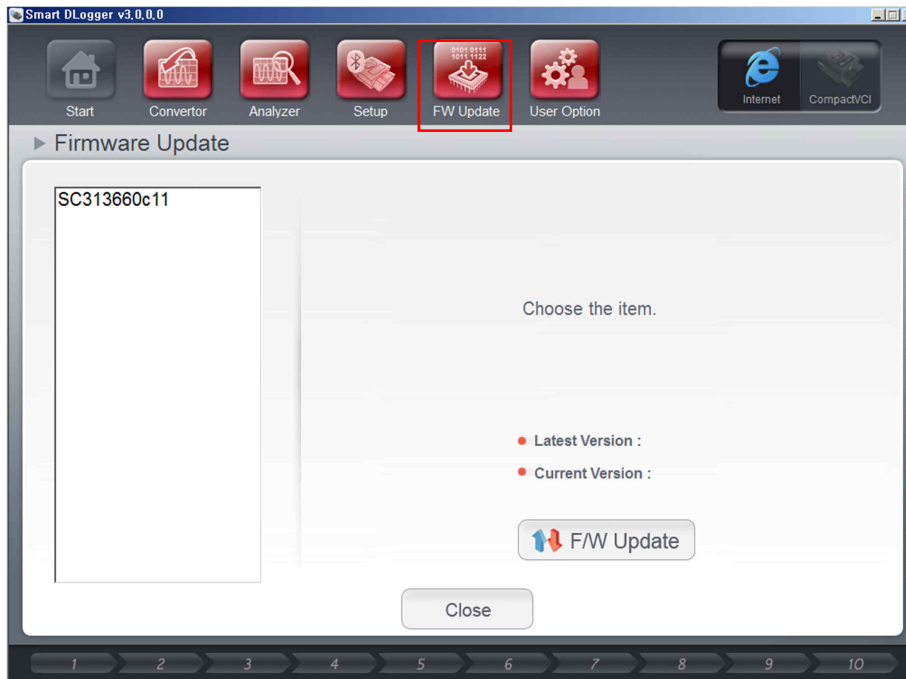 Smart DLogger v3,0,0,0
0101 0111
1011 1122
Start Convertor Analyzer Setup FW Update User Option Internet CompactVCI
Firmware Update
SC313660c11
Choose the item.
Latest Version :
Current Version :
F/W Update
Close
1 2 3 4 5 6 7 8 9 10